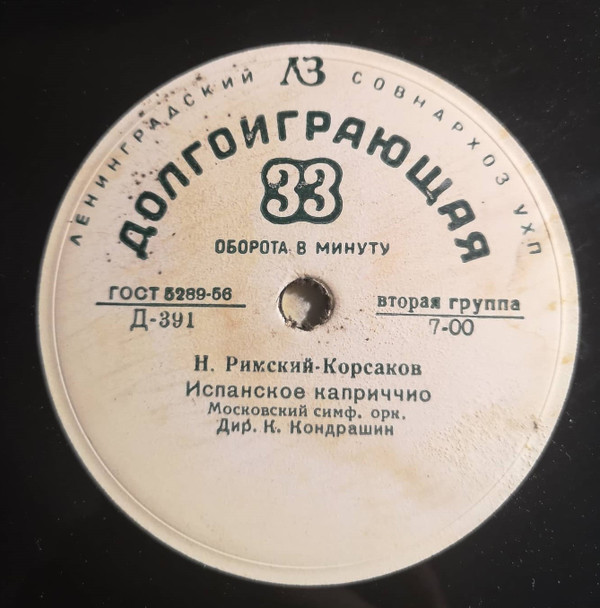 ЛЕНИНГРАДСКИЙ ЛЗ СОВНАРХОЗ УХП
ДОЛГОИГРАЮЩАЯ
33
ОБОРОТА В МИНУТУ
ГОСТ 5289-56
Д-391
вторая группа
7-00
Н. Римский-Корсаков
Испанское каприччио
Московский симф. орк.
Дир. К. Кондрашин